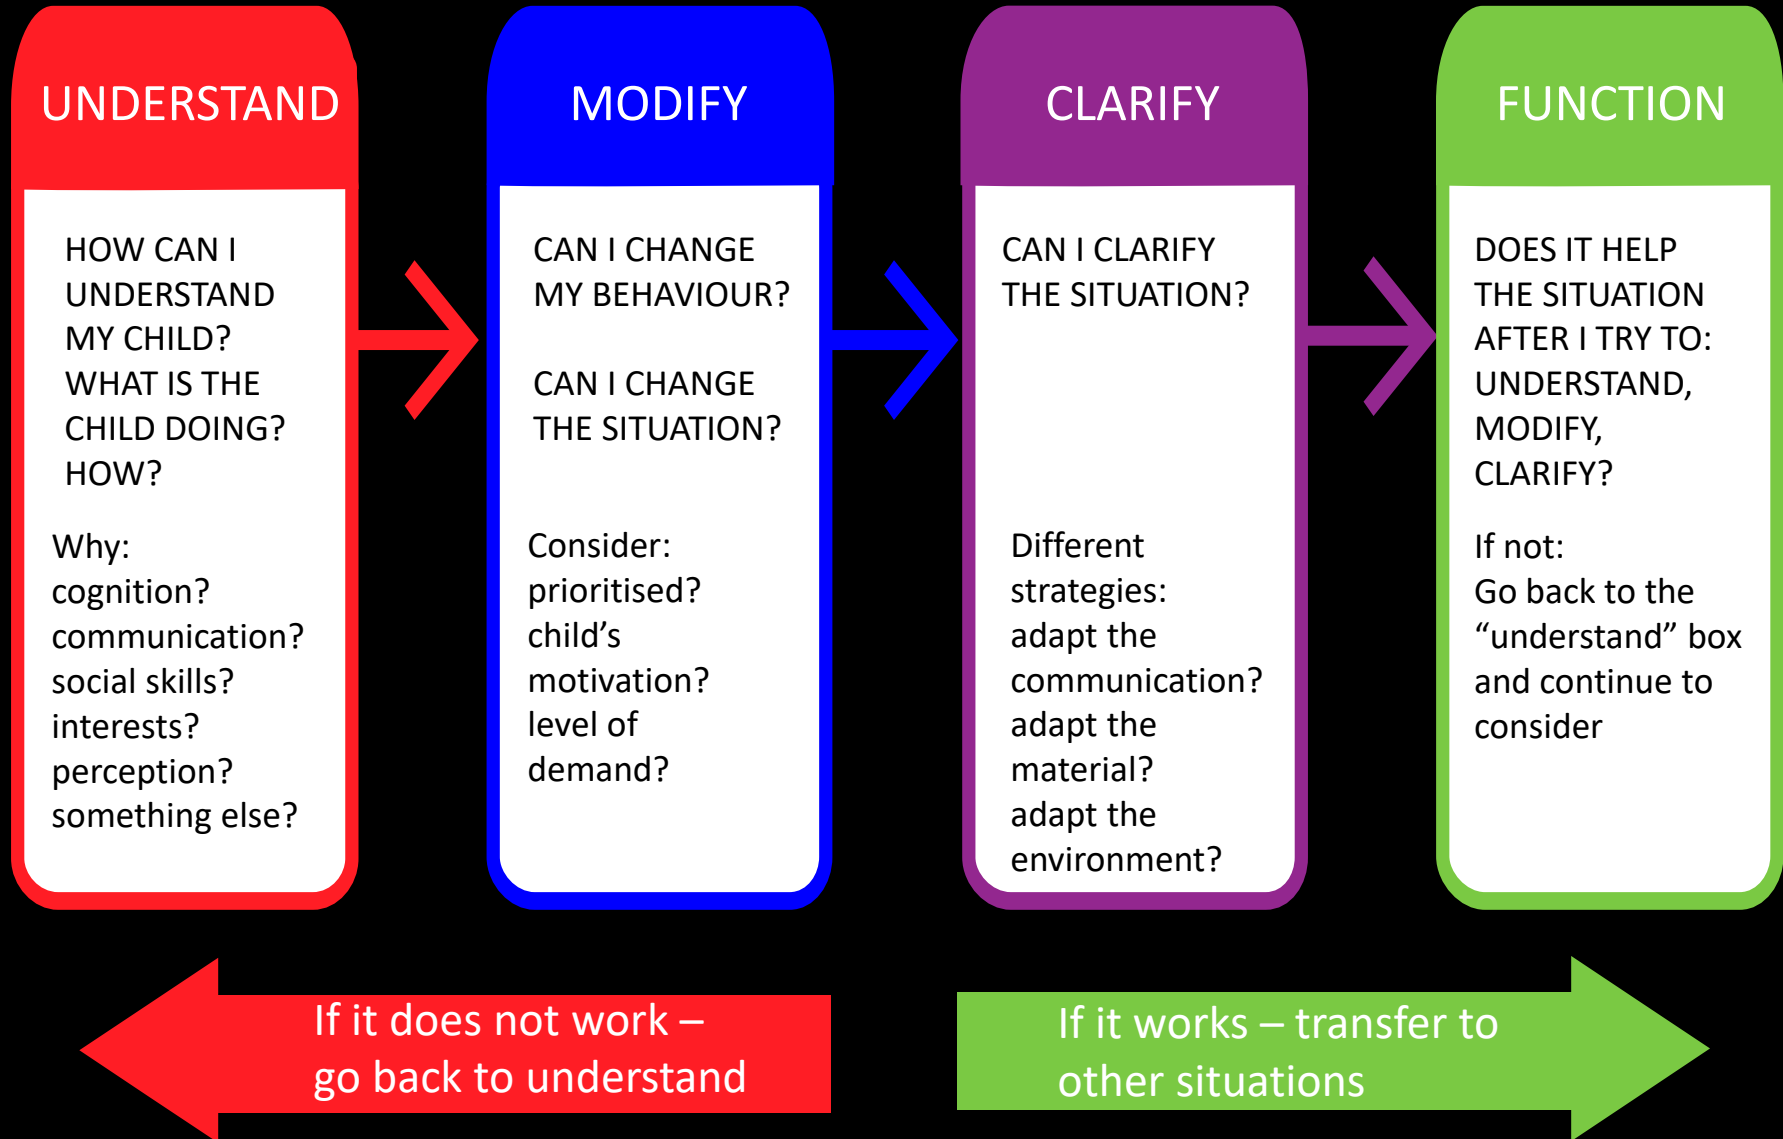 UNDERSTAND
HOW CAN I
UNDERSTAND
MY CHILD?
WHAT IS THE
CHILD DOING?
HOW?
Why:
cognition?
communication?
social skills?
interests?
perception?
something else?
MODIFY
CAN I CHANGE
MY BEHAVIOUR?
CAN I CHANGE
THE SITUATION?
Consider:
prioritised?
child’s
motivation?
level of
demand?
CLARIFY
CAN I CLARIFY
THE SITUATION?
Different
strategies:
adapt the
communication?
adapt the
material?
adapt the
environment?
FUNCTION
DOES IT HELP
THE SITUATION
AFTER I TRY TO:
UNDERSTAND,
MODIFY,
CLARIFY?
If not:
Go back to the
“understand” box
and continue to
consider
If it does not work –
go back to understand
If it works – transfer to
other situations